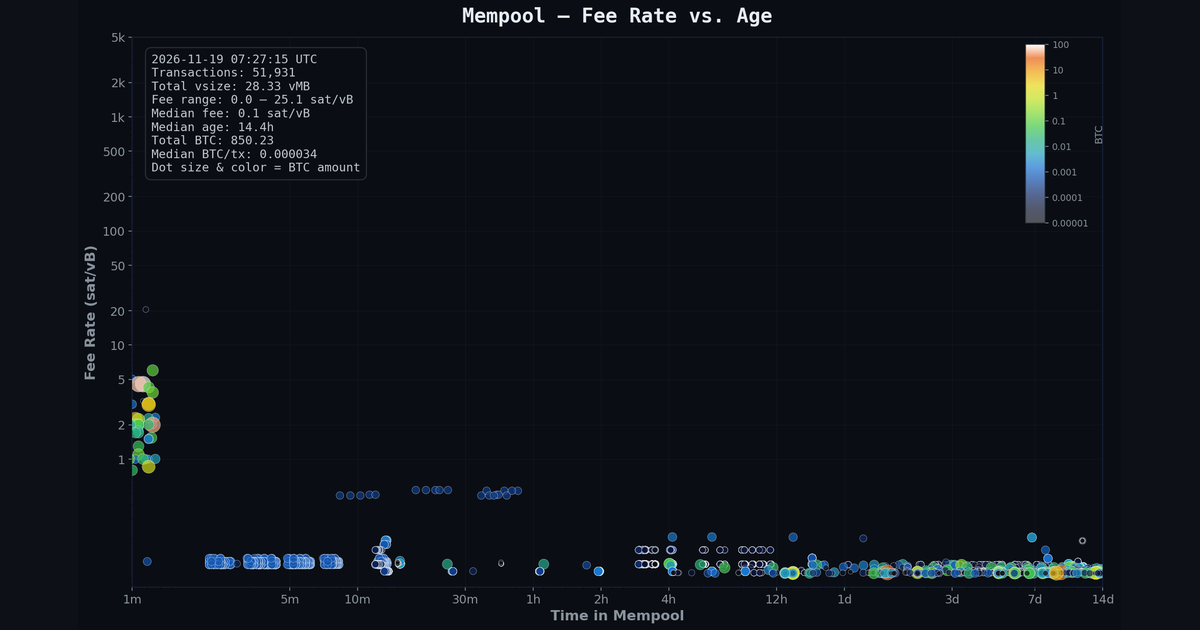 Mempool — Fee Rate vs. Age
2026-11-19 07:27:15 UTC
Transactions: 51,931
Total vsize: 28.33 vMB
Fee range: 0.0 — 25.1 sat/vB
Median fee: 0.1 sat/vB
Median age: 14.4h
Total BTC: 850.23
Median BTC/tx: 0.000034
Dot size & color = BTC amount
100
10
1
0.1
0.01
0.001
0.0001
0.00001
BTC
Fee Rate (sat/vB)
5k
2k
1k
500
200
100
50
20
10
5
2
1
1m 5m 10m 30m 1h 2h 4h 12h 1d 3d 7d 14d
Time in Mempool